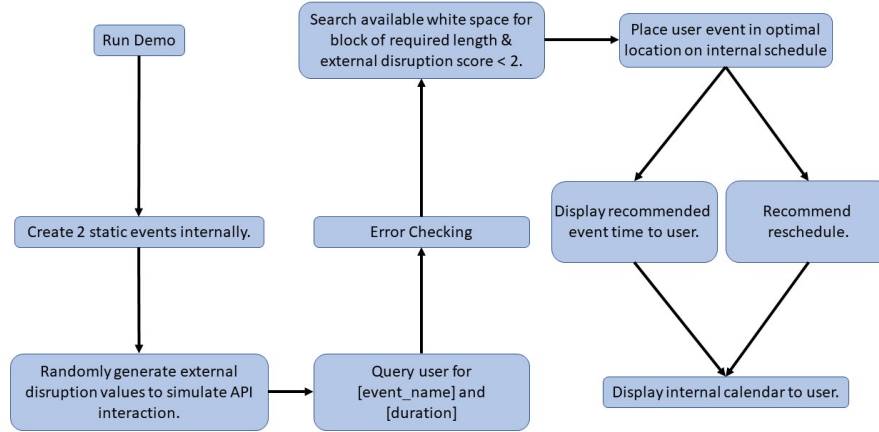 Run Demo
Create 2 static events internally.
Randomly generate external
disruption values to simulate API
interaction.
Query user for
[event_name] and
[duration]
Error Checking
Search available white space for
block of required length &
external disruption score < 2.
Place user event in optimal
location on internal schedule
Display recommended
event time to user.
Recommend
reschedule.
Display internal calendar to user.